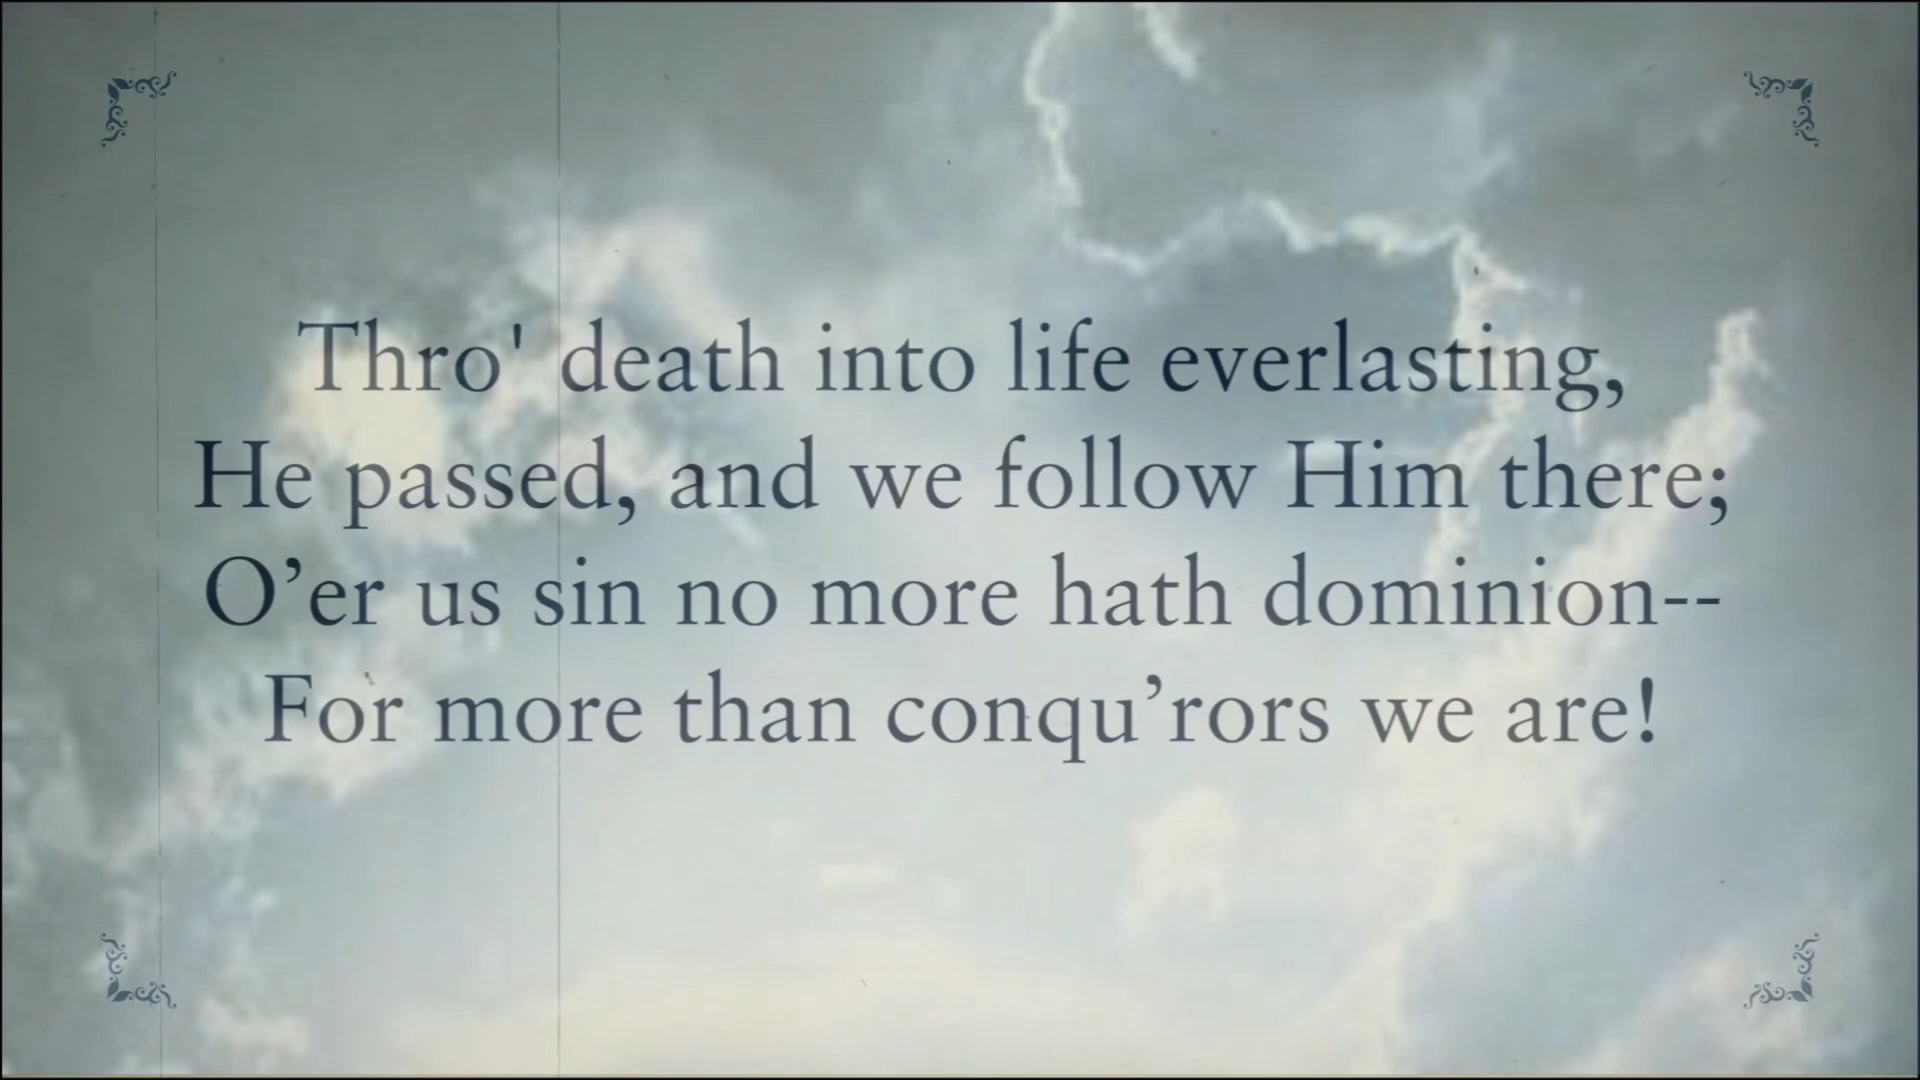 Thro' death into life everlasting,
He passed, and we follow Him there;
O’er us sin no more hath dominion--
For more than conqu’rors we are!